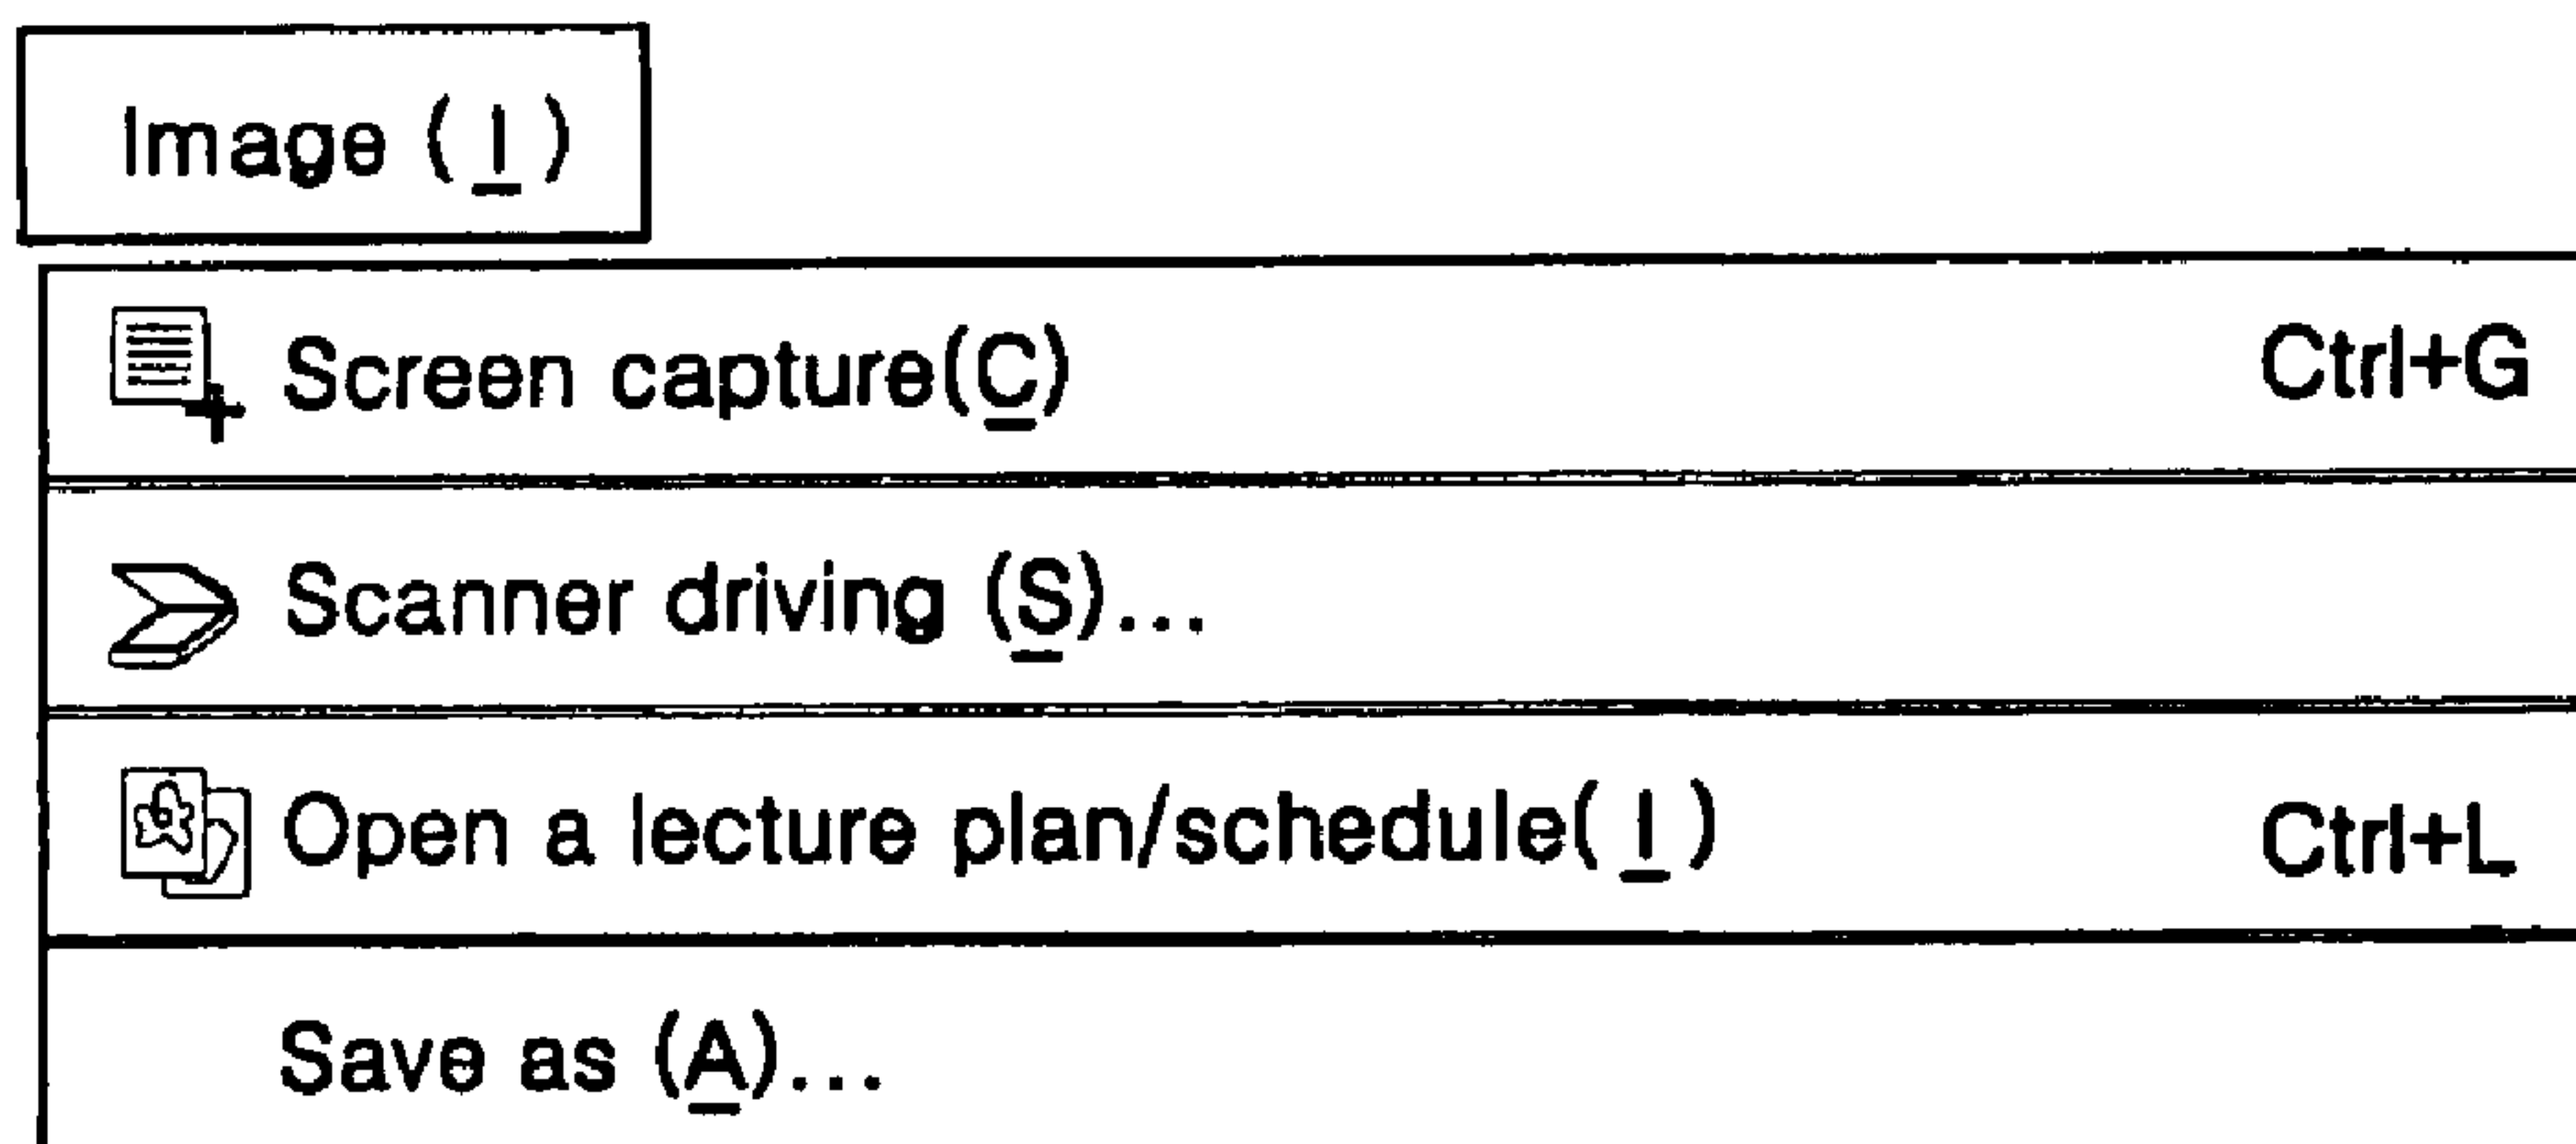 Image ( I )
Screen capture(C) Ctrl+G
Scanner driving (S)...
Open a lecture plan/schedule( I ) Ctrl+L
Save as (A)...